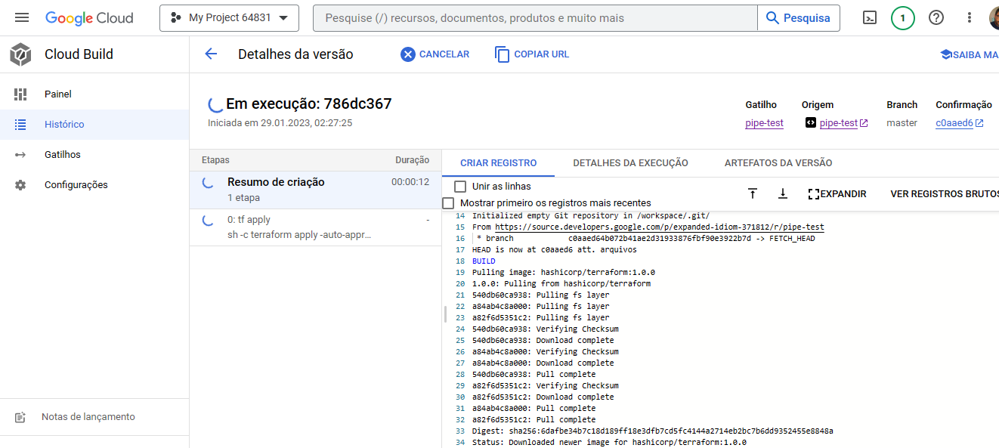 Google Cloud
My Project 64831
Pesquise (/) recursos, documentos, produtos e muito mais
Pesquisa
1
Cloud Build
Detalhes da versão
CANCELAR
COPIAR URL
SAIBA MA
Painel
Histórico
Gatilhos
Configurações
Notas de lançamento
Em execução: 786dc367
Iniciada em 29.01.2023, 02:27:25
Gatilho
pipe-test
Origem
pipe-test
Branch
master
Confirmação
c0aaed6
Etapas Duração
Resumo de criação 00:00:12
1 etapa
0: tf apply -
sh -c terraform apply -auto-appr…
CRIAR REGISTRO DETALHES DA EXECUÇÃO ARTEFATOS DA VERSÃO
Unir as linhas
Mostrar primeiro os registros mais recentes
EXPANDIR
VER REGISTROS BRUTOS
14 Initialized empty Git repository in /workspace/.git/
15 From https://source.developers.google.com/p/expanded-idiom-371812/r/pipe-test
16 * branch c0aaed64b072b41ae2d31933876fbf90e3922b7d -> FETCH_HEAD
17 HEAD is now at c0aaed6 att. arquivos
18 BUILD
19 Pulling image: hashicorp/terraform:1.0.0
20 1.0.0: Pulling from hashicorp/terraform
21 540db60ca938: Pulling fs layer
22 a84ab4c8a000: Pulling fs layer
23 a82f6d5351c2: Pulling fs layer
24 540db60ca938: Verifying Checksum
25 540db60ca938: Download complete
26 a84ab4c8a000: Verifying Checksum
27 a84ab4c8a000: Download complete
28 540db60ca938: Pull complete
29 a82f6d5351c2: Verifying Checksum
30 a82f6d5351c2: Download complete
31 a84ab4c8a000: Pull complete
32 a82f6d5351c2: Pull complete
33 Digest: sha256:6dafbe34b7c18d189ff18e3dfb7cd5fc4144a2714eb2bc7b6dd9352455e8848a
34 Status: Downloaded newer image for hashicorp/terraform:1.0.0